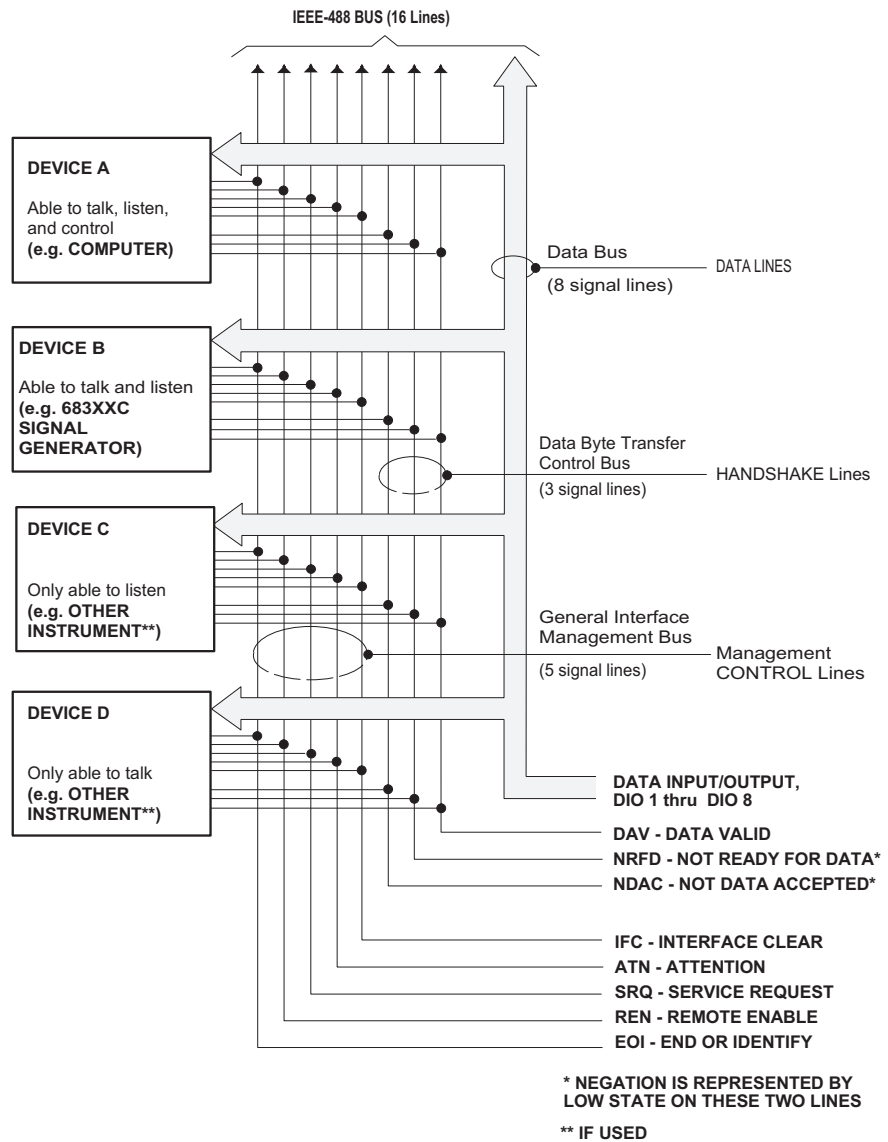 IEEE-488 BUS (16 Lines)
DEVICE A
Able to talk, listen,
and control
(e.g. COMPUTER)
Data Bus
(8 signal lines)
DATA LINES
DEVICE B
Able to talk and listen
(e.g. 683XXC
SIGNAL
GENERATOR)
Data Byte Transfer
Control Bus
(3 signal lines)
HANDSHAKE Lines
DEVICE C
Only able to listen
(e.g. OTHER
INSTRUMENT**)
General Interface
Management Bus
(5 signal lines)
Management
CONTROL Lines
DEVICE D
Only able to talk
(e.g. OTHER
INSTRUMENT**)
DATA INPUT/OUTPUT,
DIO 1 thru DIO 8
DAV - DATA VALID
NRFD - NOT READY FOR DATA*
NDAC - NOT DATA ACCEPTED*
IFC - INTERFACE CLEAR
ATN - ATTENTION
SRQ - SERVICE REQUEST
REN - REMOTE ENABLE
EOI - END OR IDENTIFY
* NEGATION IS REPRESENTED BY
LOW STATE ON THESE TWO LINES
** IF USED